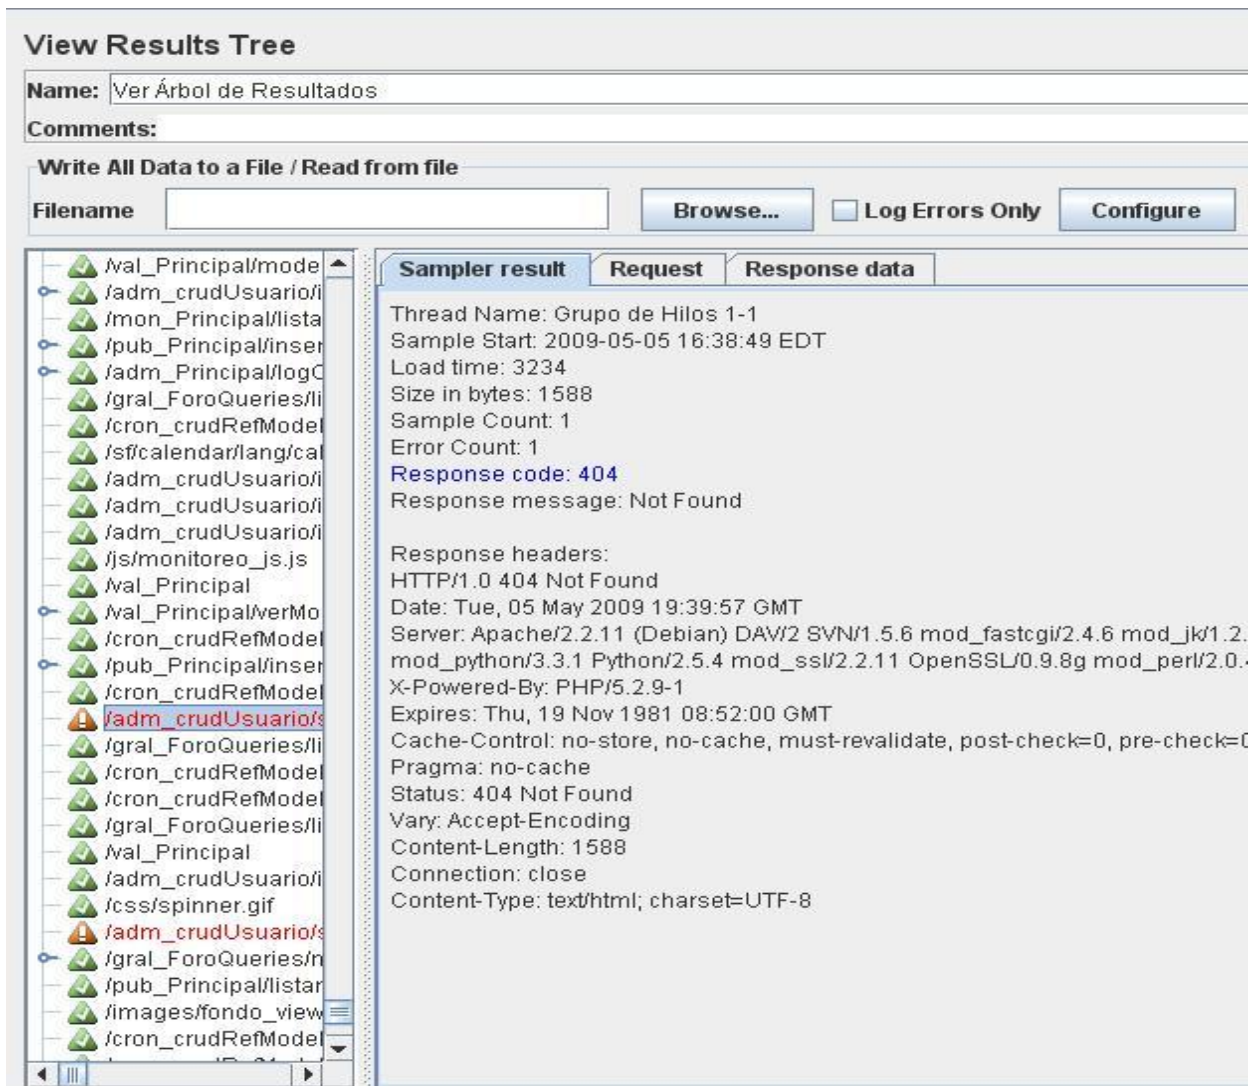 View Results Tree
Name: Ver Árbol de Resultados
Comments:
Write All Data to a File / Read from file
Filename Browse... Log Errors Only Configure
/val_Principal/mode
/adm_crudUsuario/i
/mon_Principal/lista
/pub_Principal/inser
/adm_Principal/logC
/gral_ForoQueries/li
/cron_crudRefModel
/sf/calendar/lang/cal
/adm_crudUsuario/i
/adm_crudUsuario/i
/adm_crudUsuario/i
/js/monitoreo_js.js
/val_Principal
/val_Principal/verMo
/cron_crudRefModel
/pub_Principal/inser
/cron_crudRefModel
/adm_crudUsuario/s
/gral_ForoQueries/li
/cron_crudRefModel
/cron_crudRefModel
/gral_ForoQueries/li
/val_Principal
/adm_crudUsuario/i
/css/spinner.gif
/adm_crudUsuario/s
/gral_ForoQueries/n
/pub_Principal/listar
/images/fondo_view
/cron_crudRefModel
Sampler result Request Response data
Thread Name: Grupo de Hilos 1-1
Sample Start: 2009-05-05 16:38:49 EDT
Load time: 3234
Size in bytes: 1588
Sample Count: 1
Error Count: 1
Response code: 404
Response message: Not Found
Response headers:
HTTP/1.0 404 Not Found
Date: Tue, 05 May 2009 19:39:57 GMT
Server: Apache/2.2.11 (Debian) DAV/2 SVN/1.5.6 mod_fastcgi/2.4.6 mod_jk/1.2.
mod_python/3.3.1 Python/2.5.4 mod_ssl/2.2.11 OpenSSL/0.9.8g mod_perl/2.0.4
X-Powered-By: PHP/5.2.9-1
Expires: Thu, 19 Nov 1981 08:52:00 GMT
Cache-Control: no-store, no-cache, must-revalidate, post-check=0, pre-check=0
Pragma: no-cache
Status: 404 Not Found
Vary: Accept-Encoding
Content-Length: 1588
Connection: close
Content-Type: text/html; charset=UTF-8